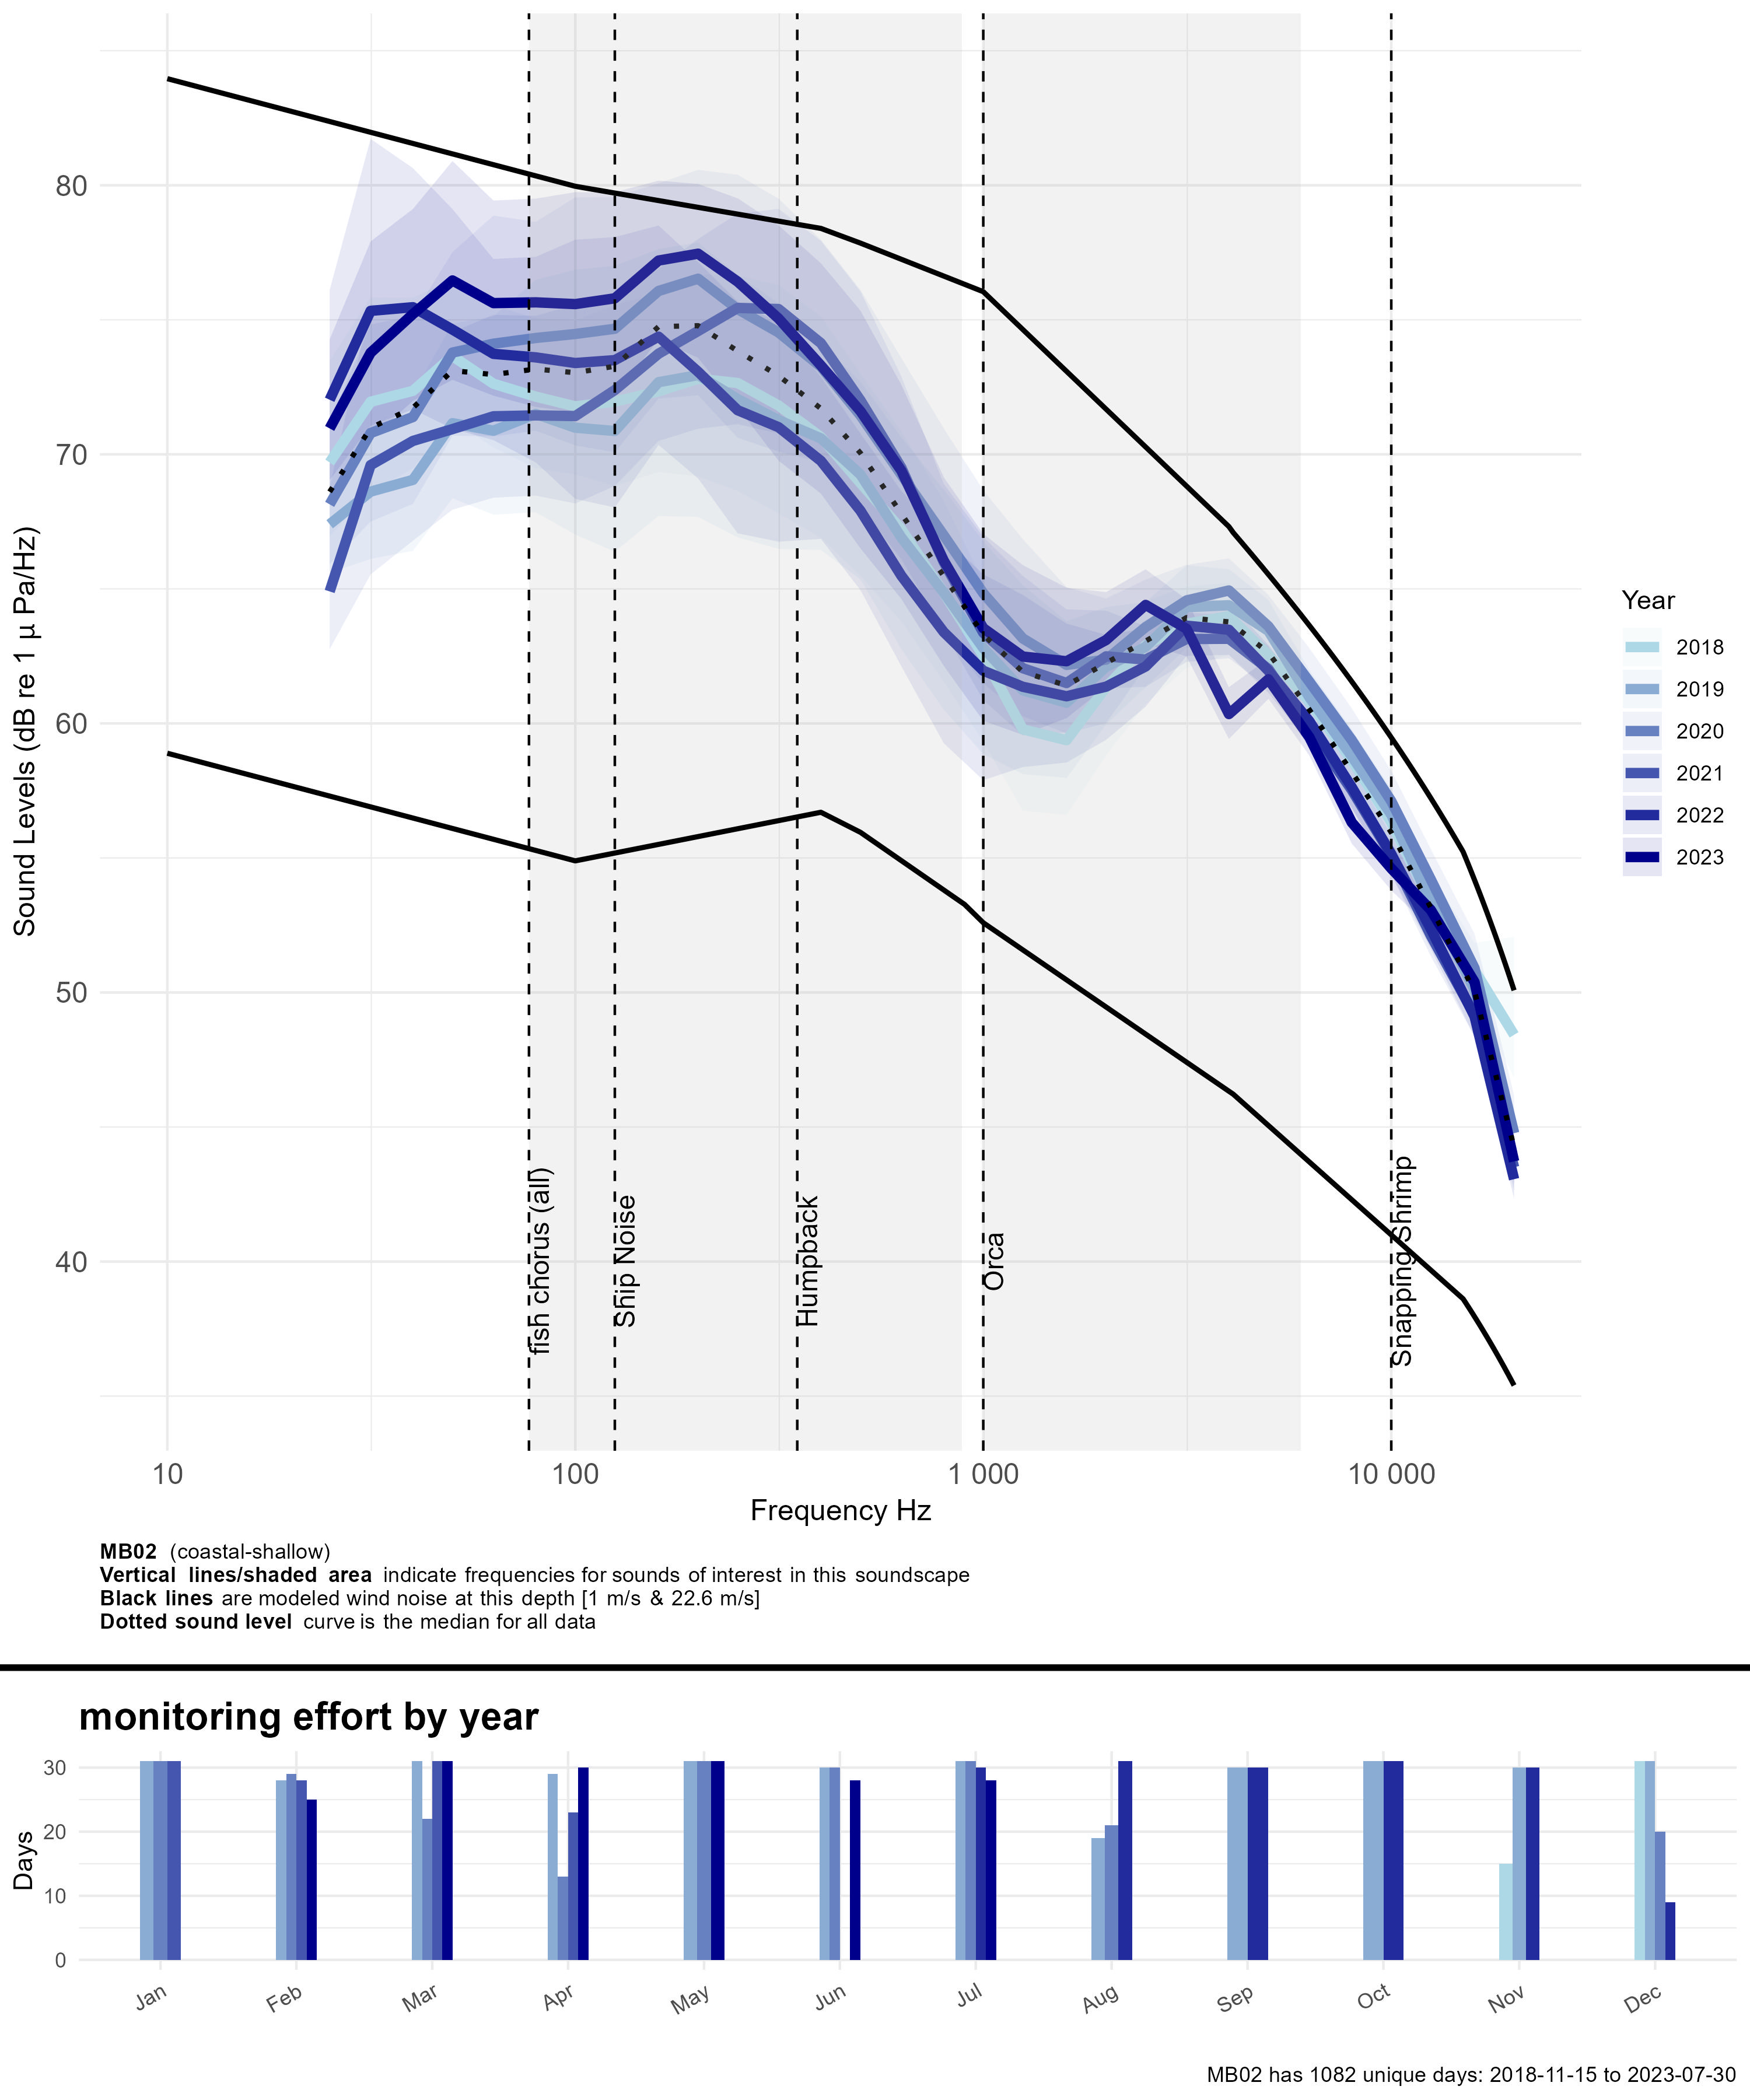 80
70
60
50
40
Sound Levels (dB re 1 µ Pa/Hz)
fish chorus (all)
Ship Noise
Humpback
Orca
Snapping Shrimp
10
100
1 000
10 000
Frequency Hz
Year
2018
2019
2020
2021
2022
2023
MB02 (coastal-shallow)
Vertical lines/shaded area indicate frequencies for sounds of interest in this soundscape
Black lines are modeled wind noise at this depth [1 m/s & 22.6 m/s]
Dotted sound level curve is the median for all data
monitoring effort by year
Days
30
20
10
0
Jan
Feb
Mar
Apr
May
Jun
Jul
Aug
Sep
Oct
Nov
Dec
MB02 has 1082 unique days: 2018-11-15 to 2023-07-30